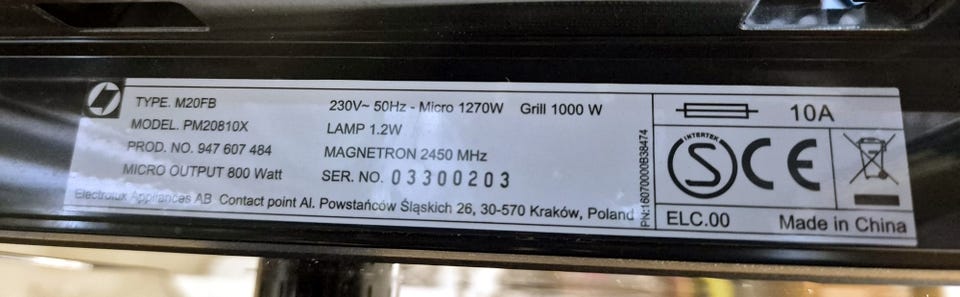 TYPE. M20FB
MODEL. PM20810X
PROD. NO. 947 607 484
MICRO OUTPUT 800 Watt
230V~ 50Hz - Micro 1270W Grill 1000 W
LAMP 1.2W
MAGNETRON 2450 MHz
SER. NO. 03300203
Electrolux Appliances AB Contact point Al. Powstańców Śląskich 26, 30-570 Kraków, Poland
PN:16070000B38474
10A
INTERTEK
S
CE
ELC.00 Made in China